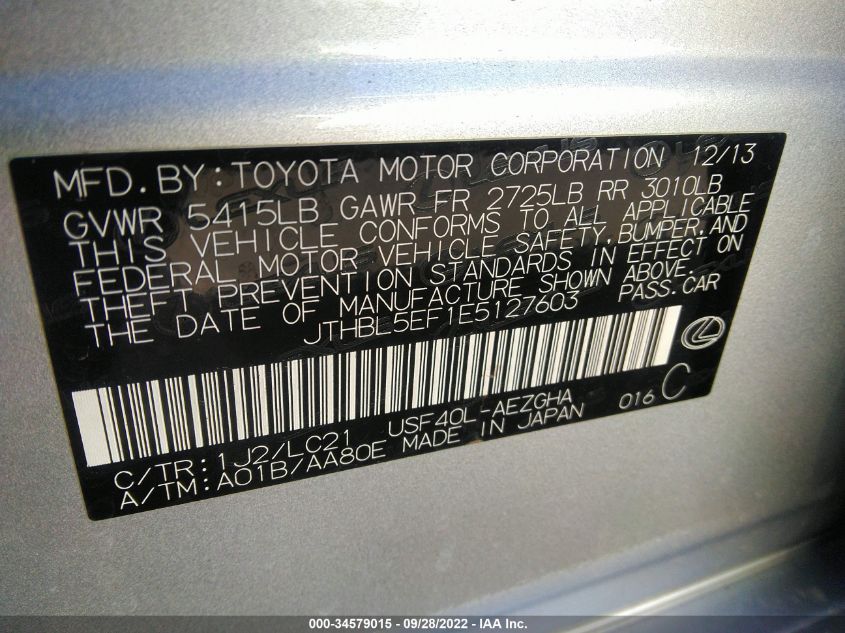 MFD. BY: TOYOTA MOTOR CORPORATION 12/13
GVWR 5415LB GAWR FR 2725LB RR 3010LB
THIS VEHICLE CONFORMS TO ALL APPLICABLE
FEDERAL MOTOR VEHICLE SAFETY, BUMPER, AND
THEFT PREVENTION STANDARDS IN EFFECT ON
THE DATE OF MANUFACTURE SHOWN ABOVE.
JTHBL5EF1E5127603 PASS. CAR
C/TR: 1J2/LC21 USF40L-AEZGHA 016 C
A/TM: A01B/AA80E MADE IN JAPAN
000-34579015 - 09/28/2022 - IAA Inc.